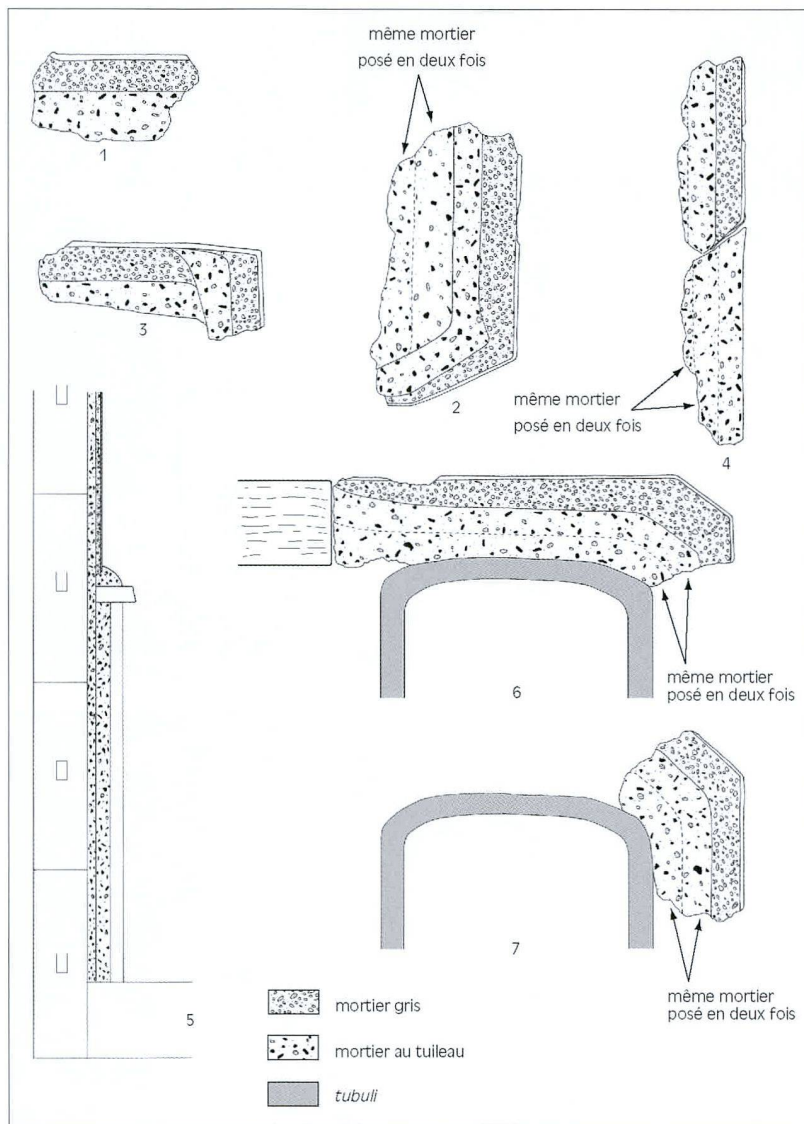 même mortier
posé en deux fois
1
3
2
même mortier
posé en deux fois
4
6
même mortier
posé en deux fois
7
même mortier
posé en deux fois
5
mortier gris
mortier au tuileau
tubuli